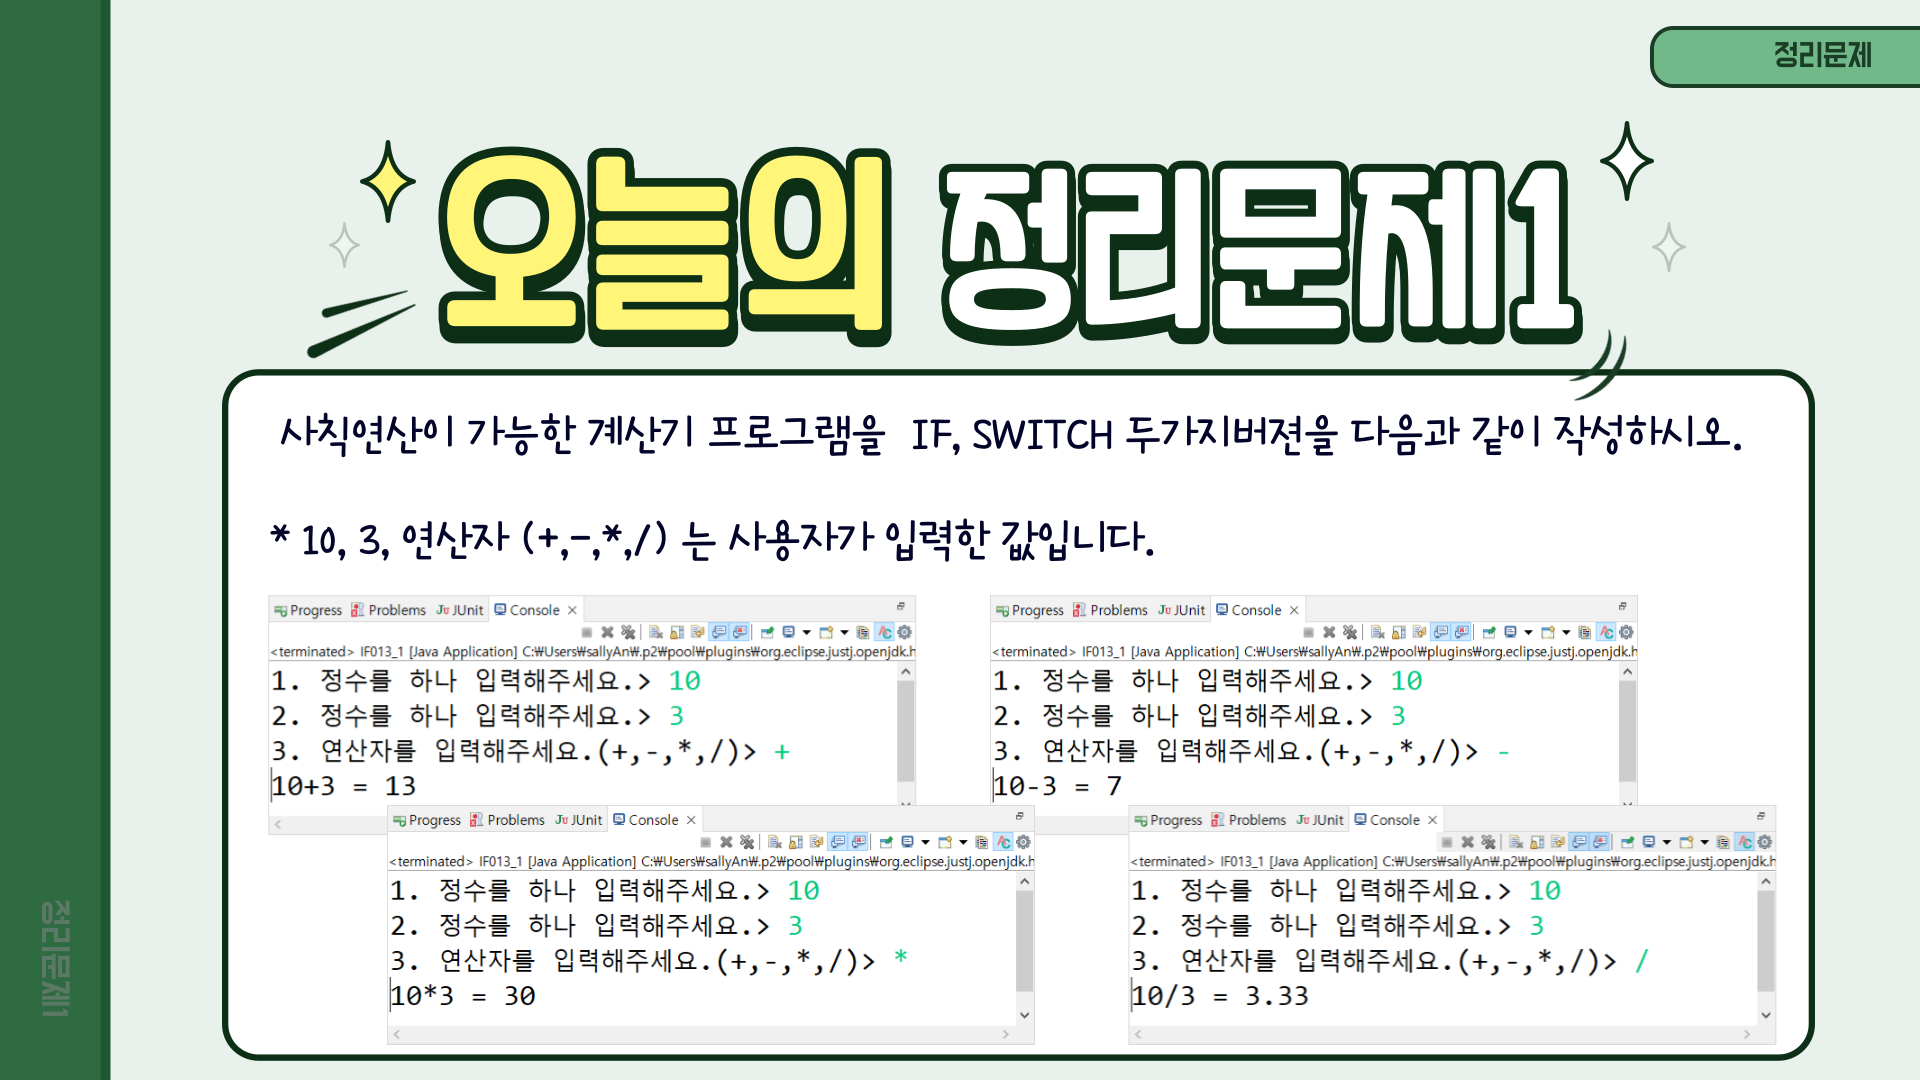 정리문제
오늘의 정리문제1
사칙연산이 가능한 계산기 프로그램을 IF, SWITCH 두가지버젼을 다음과 같이 작성하시오.
* 10, 3, 연산자 (+,-,*,/) 는 사용자가 입력한 값입니다.
Progress Problems JUnit Console
<terminated> IF013_1 [Java Application] C:₩Users₩sallyAn₩.p2₩pool₩plugins₩org.eclipse.justj.openjdk.h
1. 정수를 하나 입력해주세요.> 10
2. 정수를 하나 입력해주세요.> 3
3. 연산자를 입력해주세요.(+,-,*,/)> +
10+3 = 13
Progress Problems JUnit Console
<terminated> IF013_1 [Java Application] C:₩Users₩sallyAn₩.p2₩pool₩plugins₩org.eclipse.justj.openjdk.h
1. 정수를 하나 입력해주세요.> 10
2. 정수를 하나 입력해주세요.> 3
3. 연산자를 입력해주세요.(+,-,*,/)> -
10-3 = 7
Progress Problems JUnit Console
<terminated> IF013_1 [Java Application] C:₩Users₩sallyAn₩.p2₩pool₩plugins₩org.eclipse.justj.openjdk.h
1. 정수를 하나 입력해주세요.> 10
2. 정수를 하나 입력해주세요.> 3
3. 연산자를 입력해주세요.(+,-,*,/)> *
10*3 = 30
Progress Problems JUnit Console
<terminated> IF013_1 [Java Application] C:₩Users₩sallyAn₩.p2₩pool₩plugins₩org.eclipse.justj.openjdk.h
1. 정수를 하나 입력해주세요.> 10
2. 정수를 하나 입력해주세요.> 3
3. 연산자를 입력해주세요.(+,-,*,/)> /
10/3 = 3.33
정리문제1